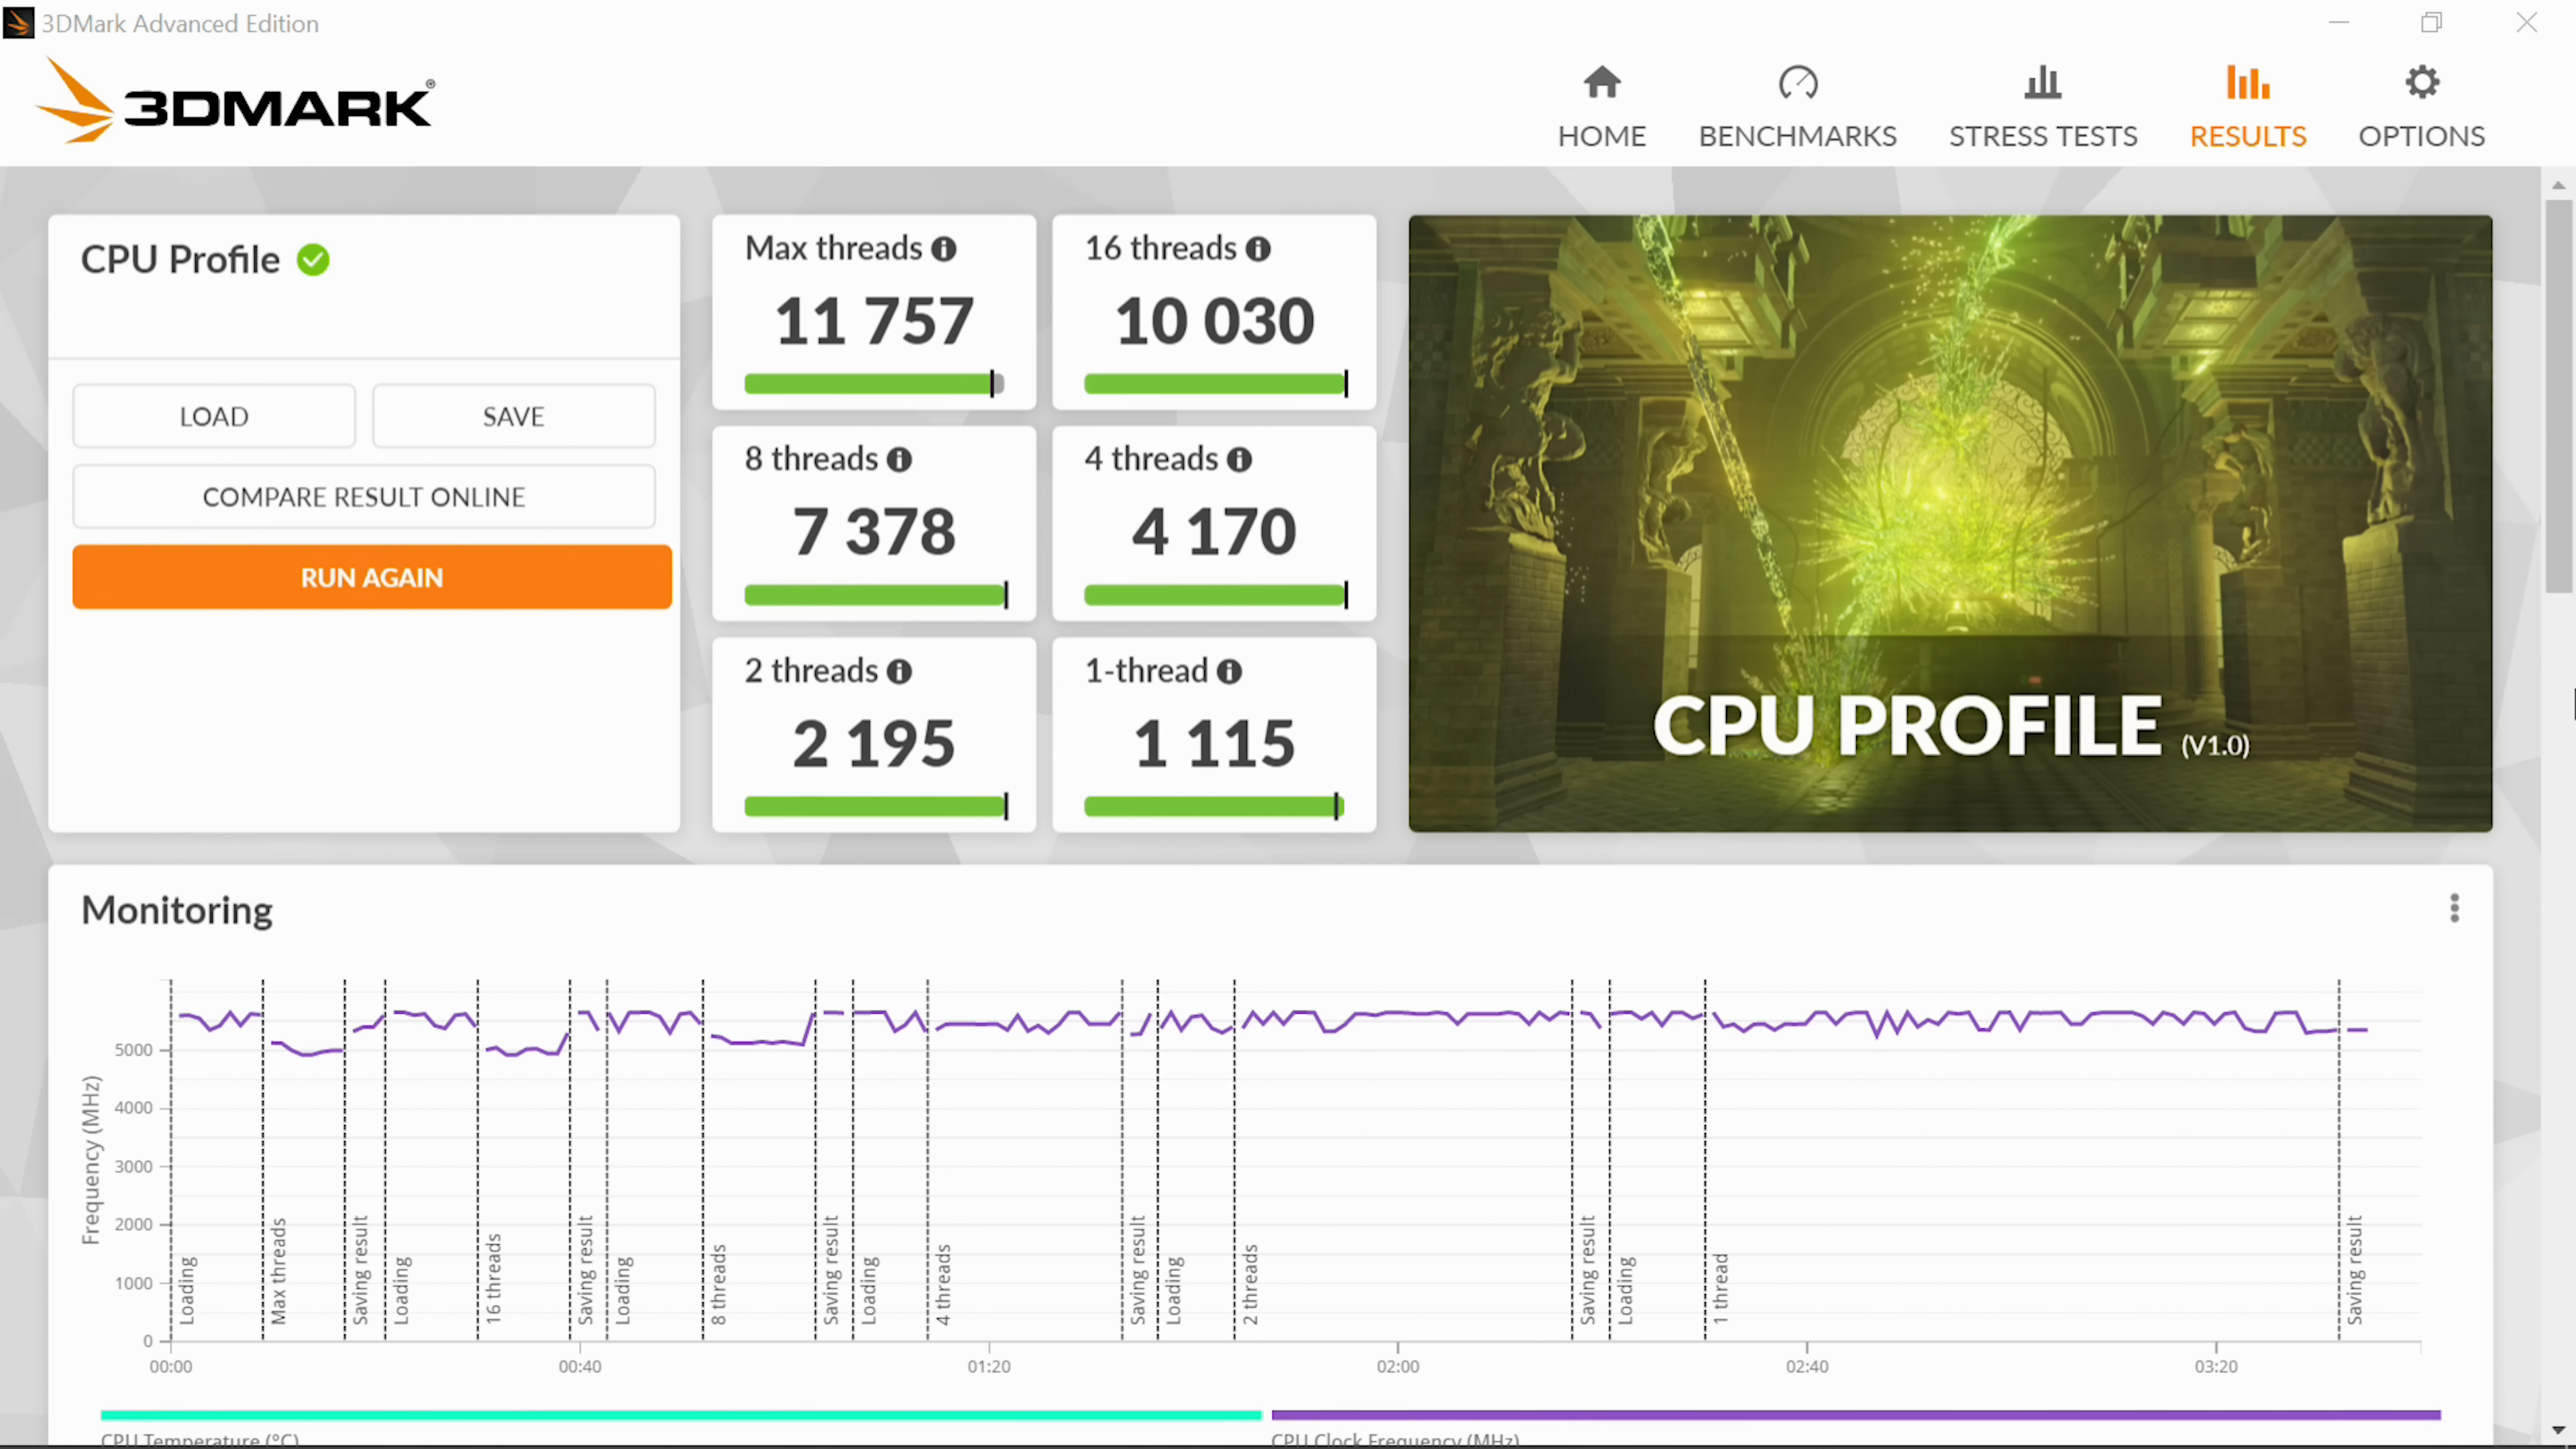 3DMark Advanced Edition
3DMARK®
HOME
BENCHMARKS
STRESS TESTS
RESULTS
OPTIONS
CPU Profile
LOAD
SAVE
COMPARE RESULT ONLINE
RUN AGAIN
Max threads
11 757
16 threads
10 030
8 threads
7 378
4 threads
4 170
2 threads
2 195
1-thread
1 115
CPU PROFILE (V1.0)
Monitoring
Frequency (MHz)
5000
4000
3000
2000
1000
0
Loading
Max threads
Saving result
Loading
16 threads
Saving result
Loading
8 threads
Saving result
Loading
4 threads
Saving result
Loading
2 threads
Saving result
Loading
1 thread
Saving result
00:00
00:40
01:20
02:00
02:40
03:20
CPU Temperature (°C)
CPU Clock Frequency (MHz)